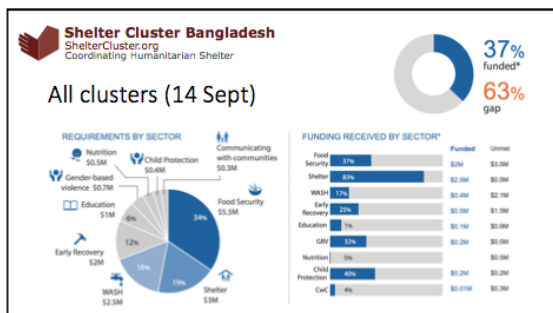 Shelter Cluster Bangladesh
ShelterCluster.org
Coordinating Humanitarian Shelter
37%
funded*
63%
gap
All clusters (14 Sept)
REQUIREMENTS BY SECTOR
Nutrition
$0.5M
Child Protection
$0.4M
Communicating
with communities
$0.3M
Gender-based
violence $0.7M
Food Security
$5.5M
Education
$1M
Early Recovery
$2M
WASH
$2.5M
Shelter
$3M
34%
19%
16%
12%
6%
FUNDING RECEIVED BY SECTOR*
Funded Unmet
Food
Security 37% $2M $3.5M
Shelter 83% $2.5M $0.5M
WASH 17% $0.4M $2.1M
Early
Recovery 25% $0.5M $1.5M
Education 1% $0.1M $0.9M
GBV 32% $0.2M $0.5M
Nutrition 0% $0.5M
Child
Protection 40% $0.2M $0.2M
CwC 4% $0.01M $0.3M